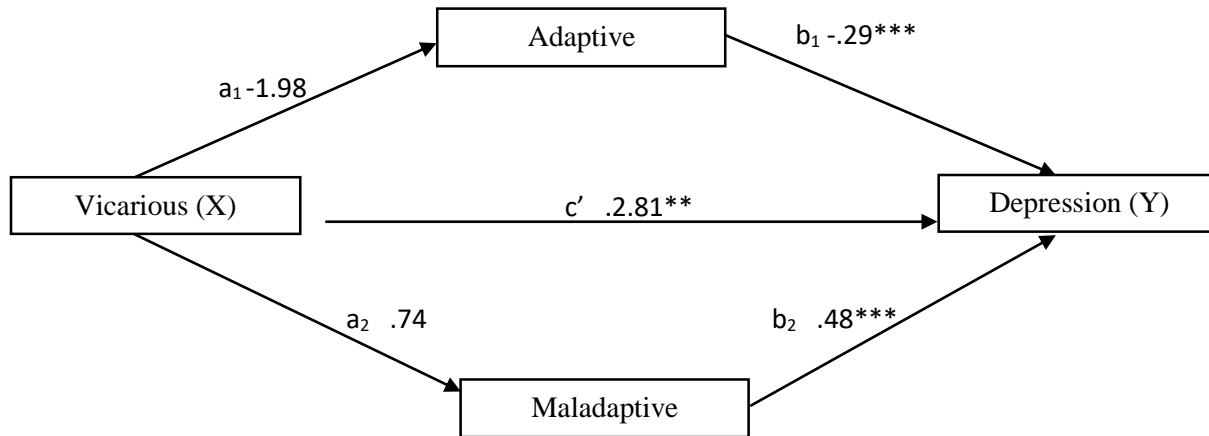 Adaptive
b₁ -.29***
a₁ -1.98
Vicarious (X)
c’ .2.81**
Depression (Y)
a₂ .74
b₂ .48***
Maladaptive